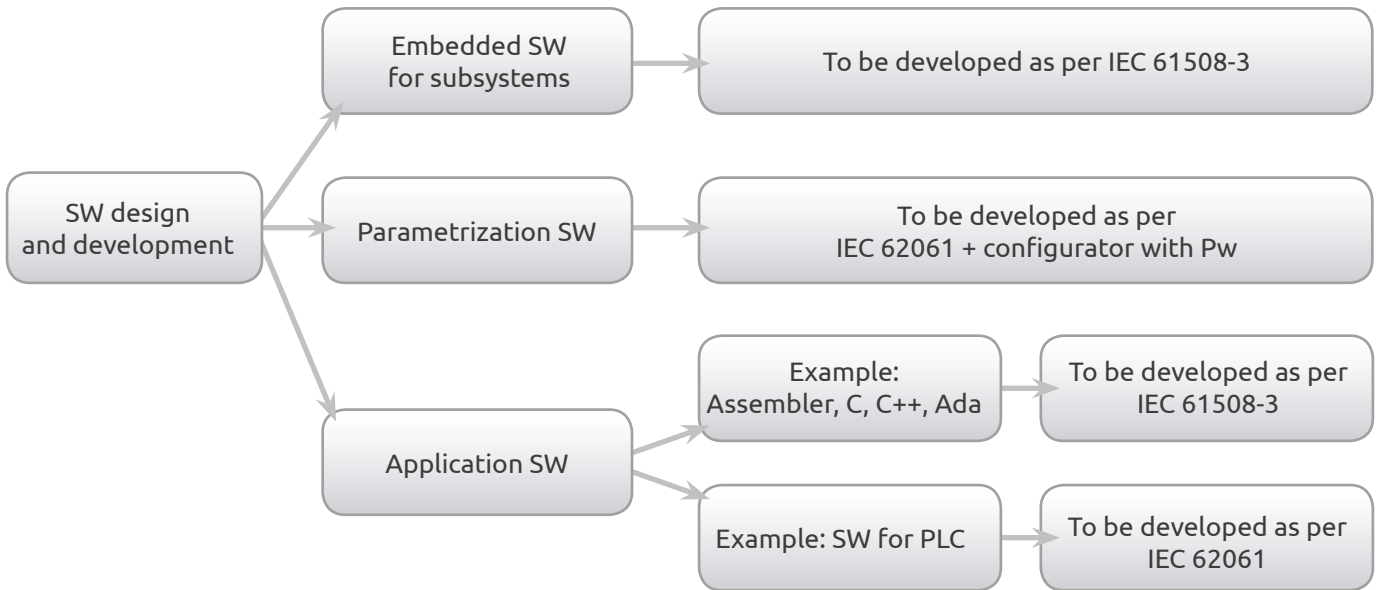 Embedded SW
for subsystems
To be developed as per IEC 61508-3
SW design
and development
Parametrization SW
To be developed as per
IEC 62061 + configurator with Pw
Application SW
Example:
Assembler, C, C++, Ada
To be developed as per
IEC 61508-3
Example: SW for PLC
To be developed as per
IEC 62061